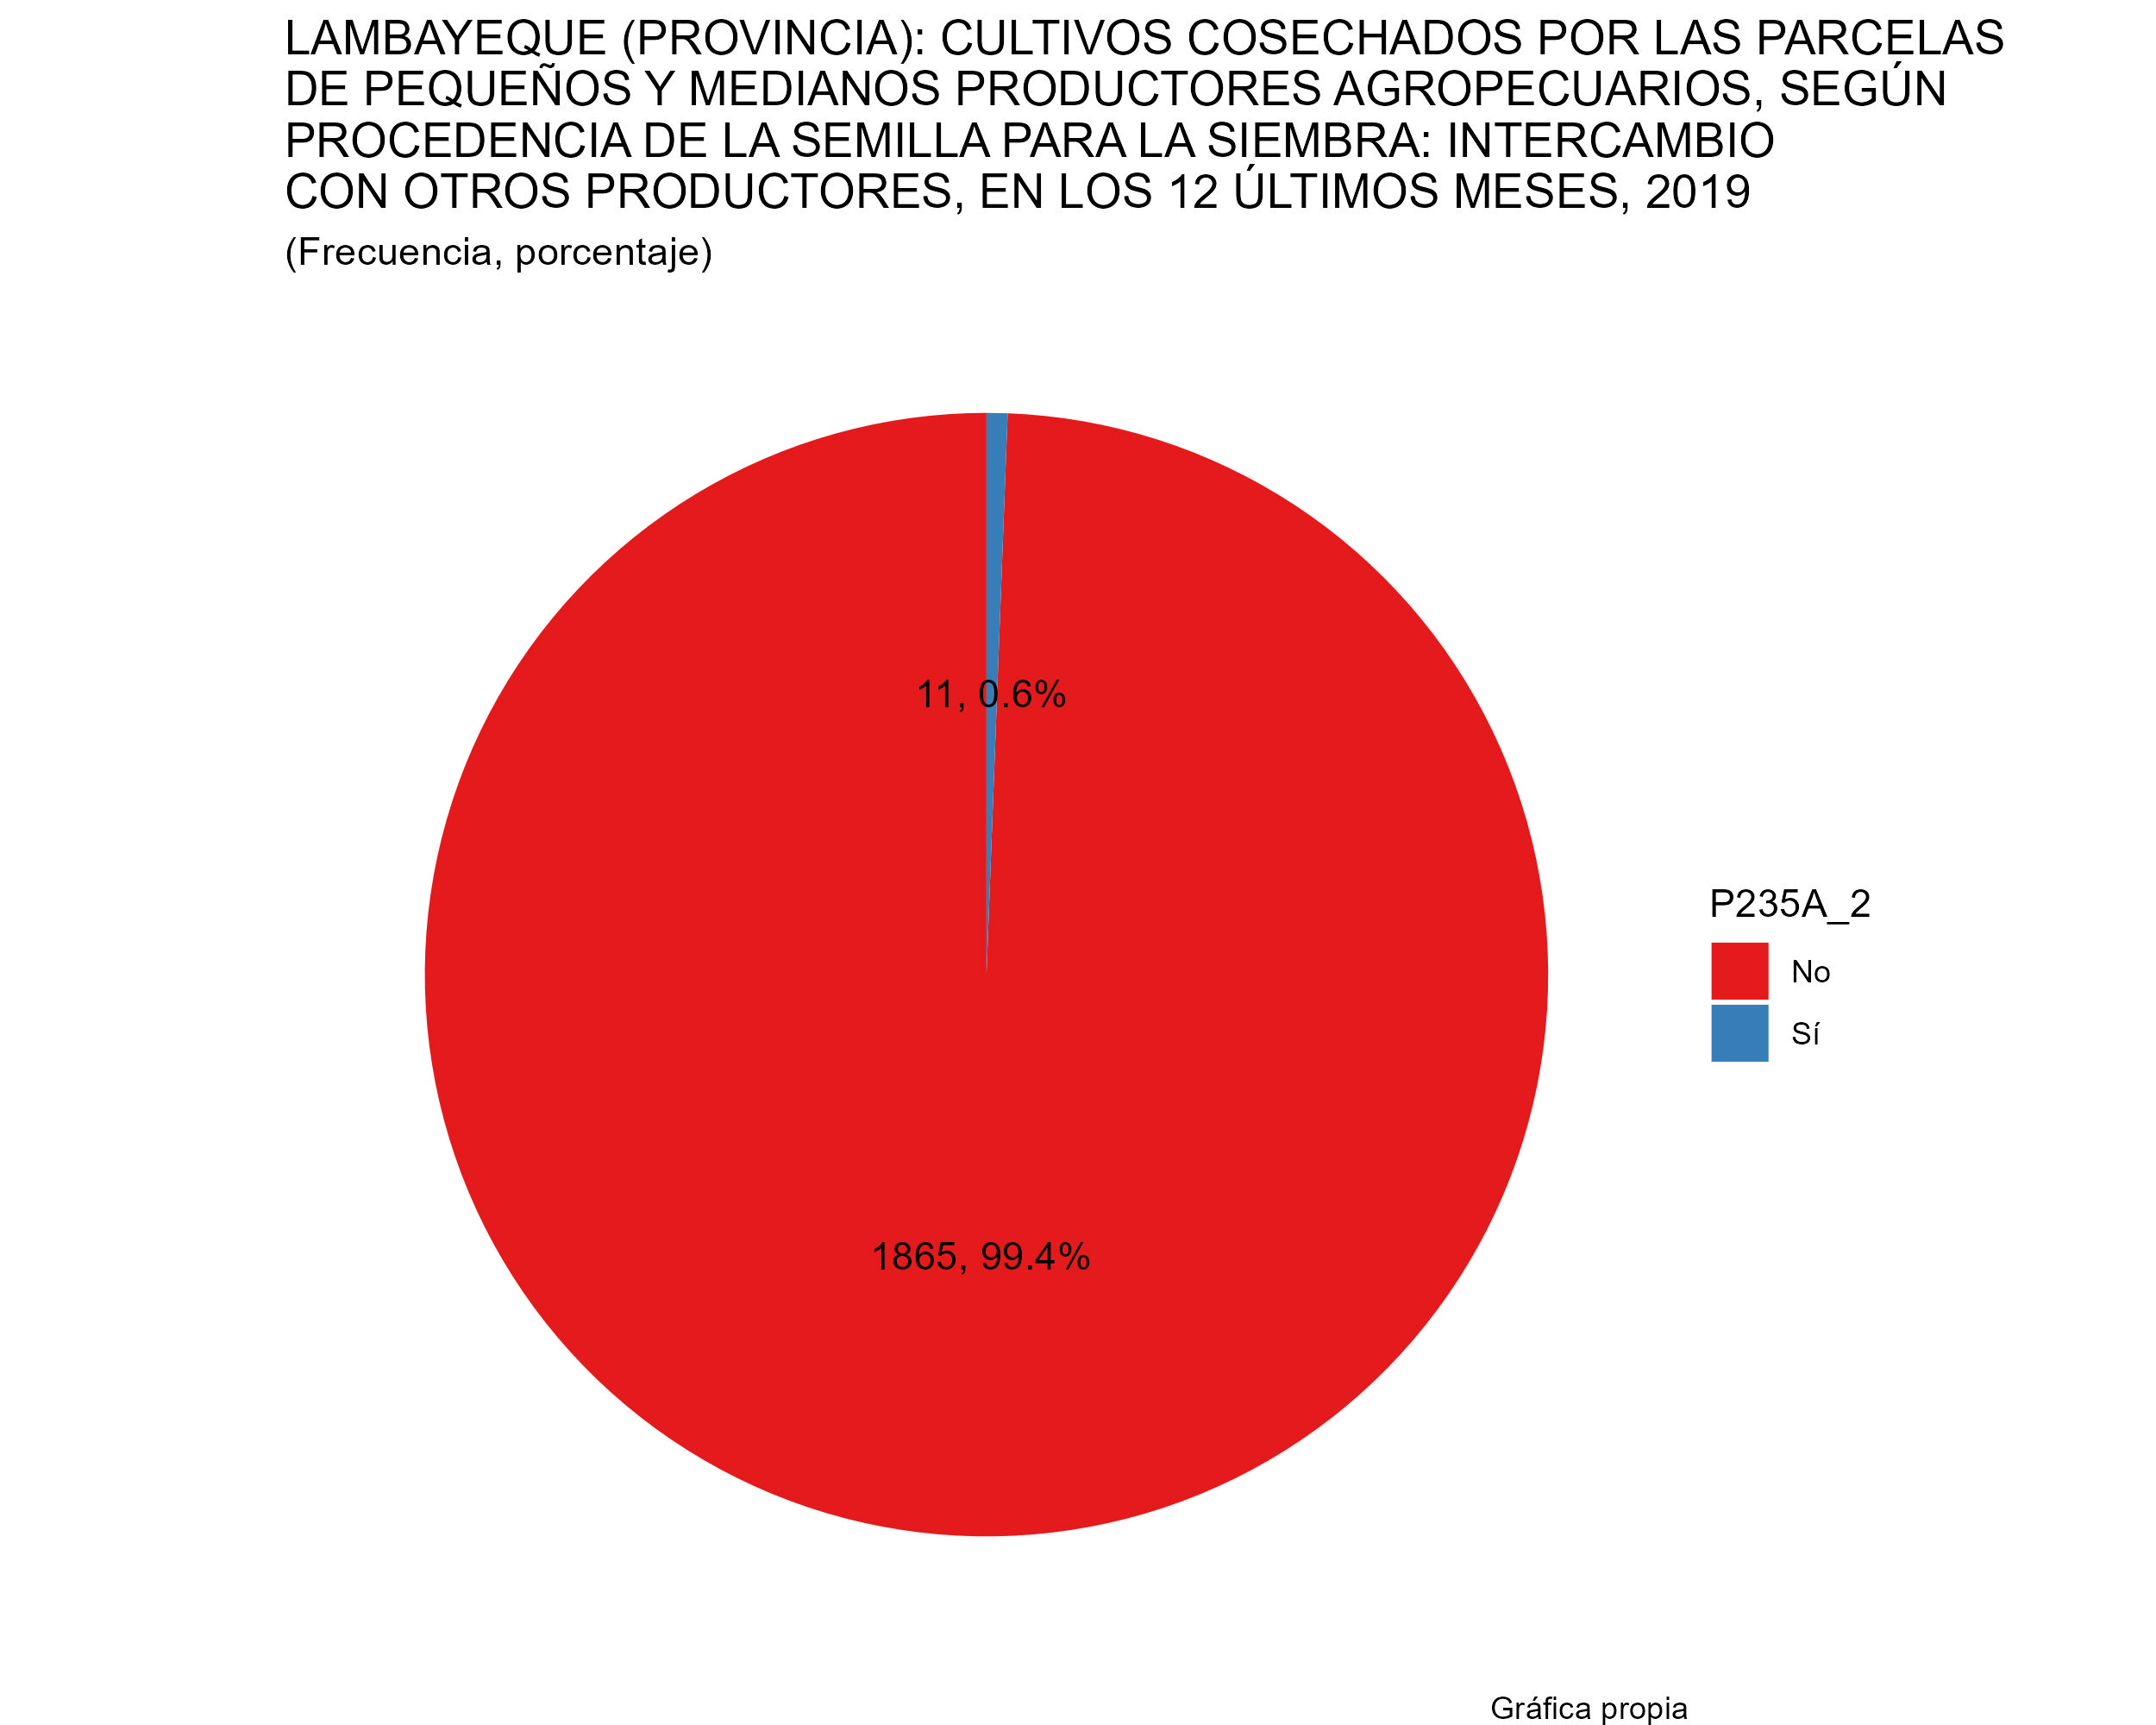 LAMBAYEQUE (PROVINCIA): CULTIVOS COSECHADOS POR LAS PARCELAS
DE PEQUEÑOS Y MEDIANOS PRODUCTORES AGROPECUARIOS, SEGÚN
PROCEDENCIA DE LA SEMILLA PARA LA SIEMBRA: INTERCAMBIO
CON OTROS PRODUCTORES, EN LOS 12 ÚLTIMOS MESES, 2019
(Frecuencia, porcentaje)
11, 0.6%
1865, 99.4%
P235A_2
No
Sí
Gráfica propia